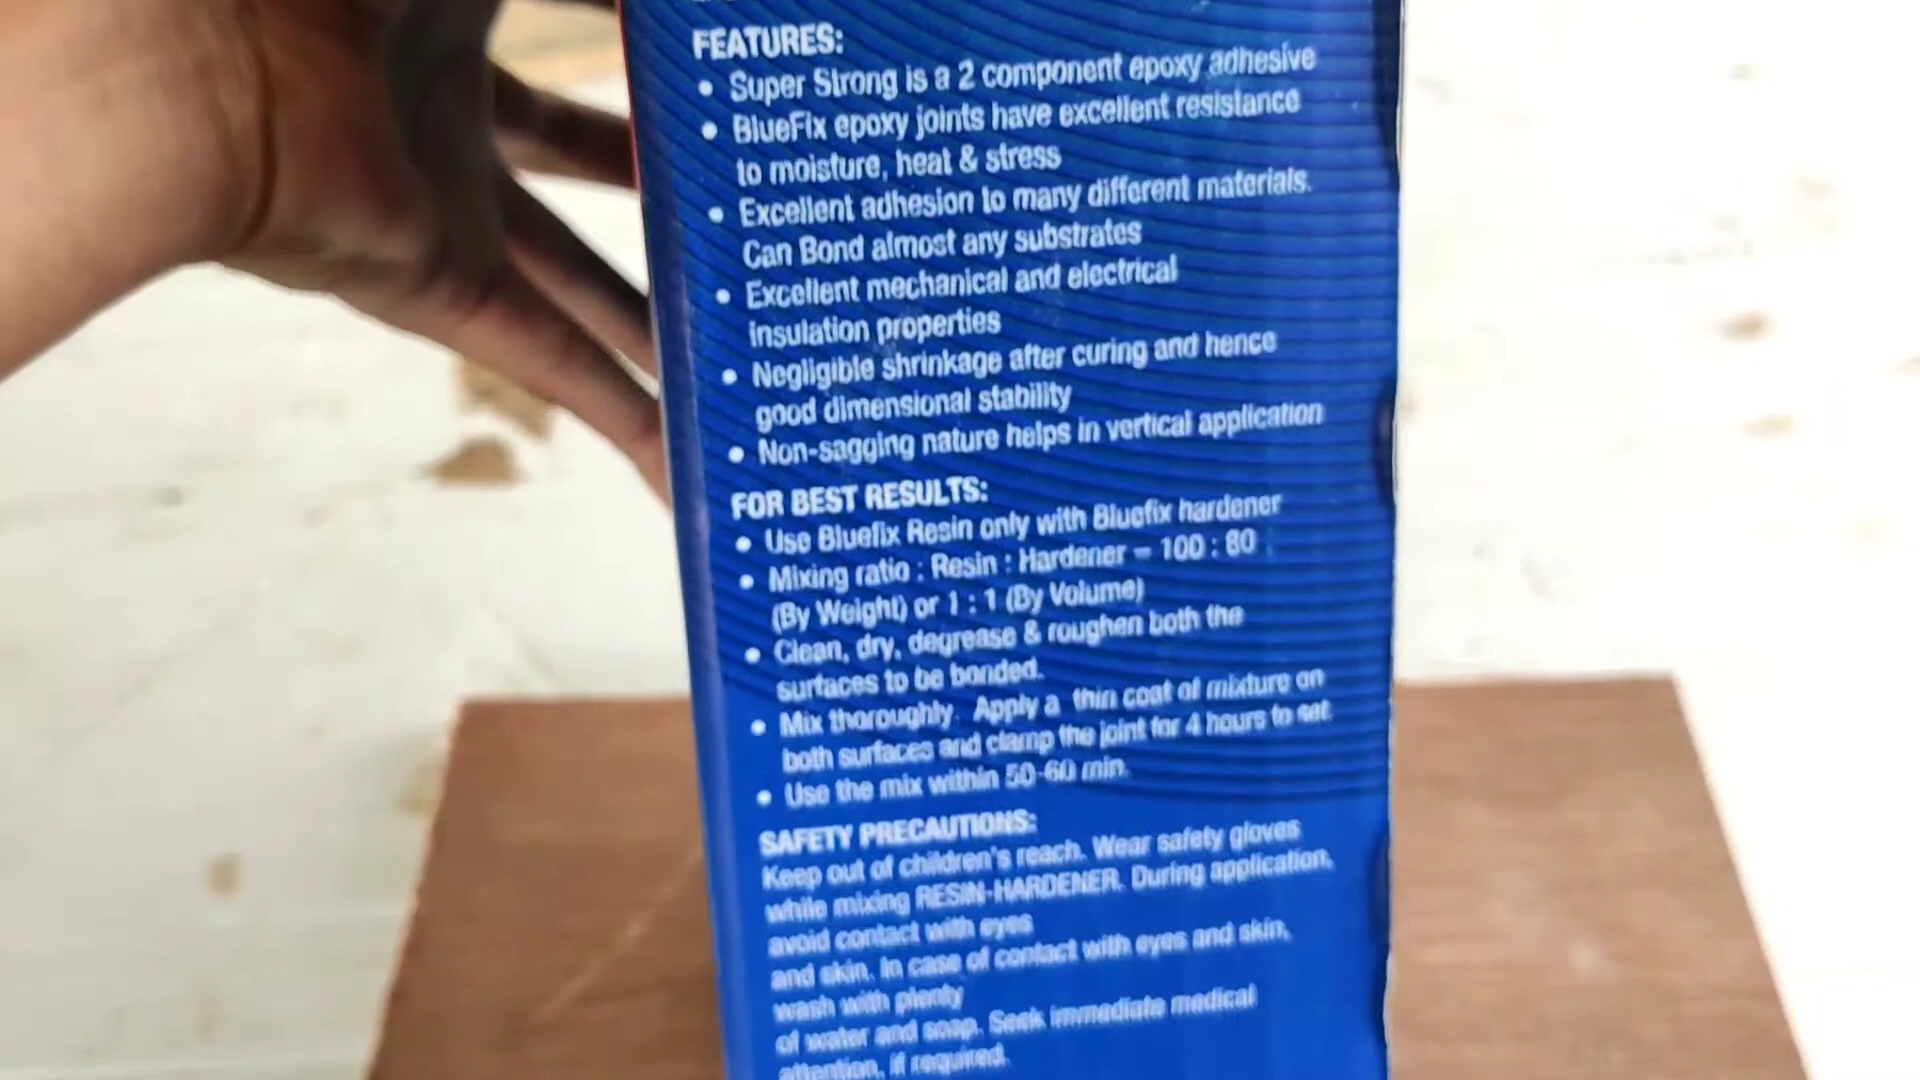 FEATURES:
• Super Strong is a 2 component epoxy adhesive
• BlueFix epoxy joints have excellent resistance
to moisture, heat & stress
• Excellent adhesion to many different materials.
Can Bond almost any substrates
• Excellent mechanical and electrical
insulation properties
• Negligible shrinkage after curing and hence
good dimensional stability
• Non-sagging nature helps in vertical application
FOR BEST RESULTS:
• Use Bluefix Resin only with Bluefix hardener
• Mixing ratio : Resin : Hardener = 100 : 80
(By Weight) or 1 : 1 (By Volume)
• Clean, dry, degrease & roughen both the
surfaces to be bonded.
• Mix thoroughly. Apply a thin coat of mixture on
both surfaces and clamp the joint for 4 hours to set.
• Use the mix within 50-60 min.
SAFETY PRECAUTIONS:
Keep out of children's reach. Wear safety gloves
while mixing RESIN-HARDENER. During application,
avoid contact with eyes
and skin. In case of contact with eyes and skin,
wash with plenty
of water and soap. Seek immediate medical
attention, if required.